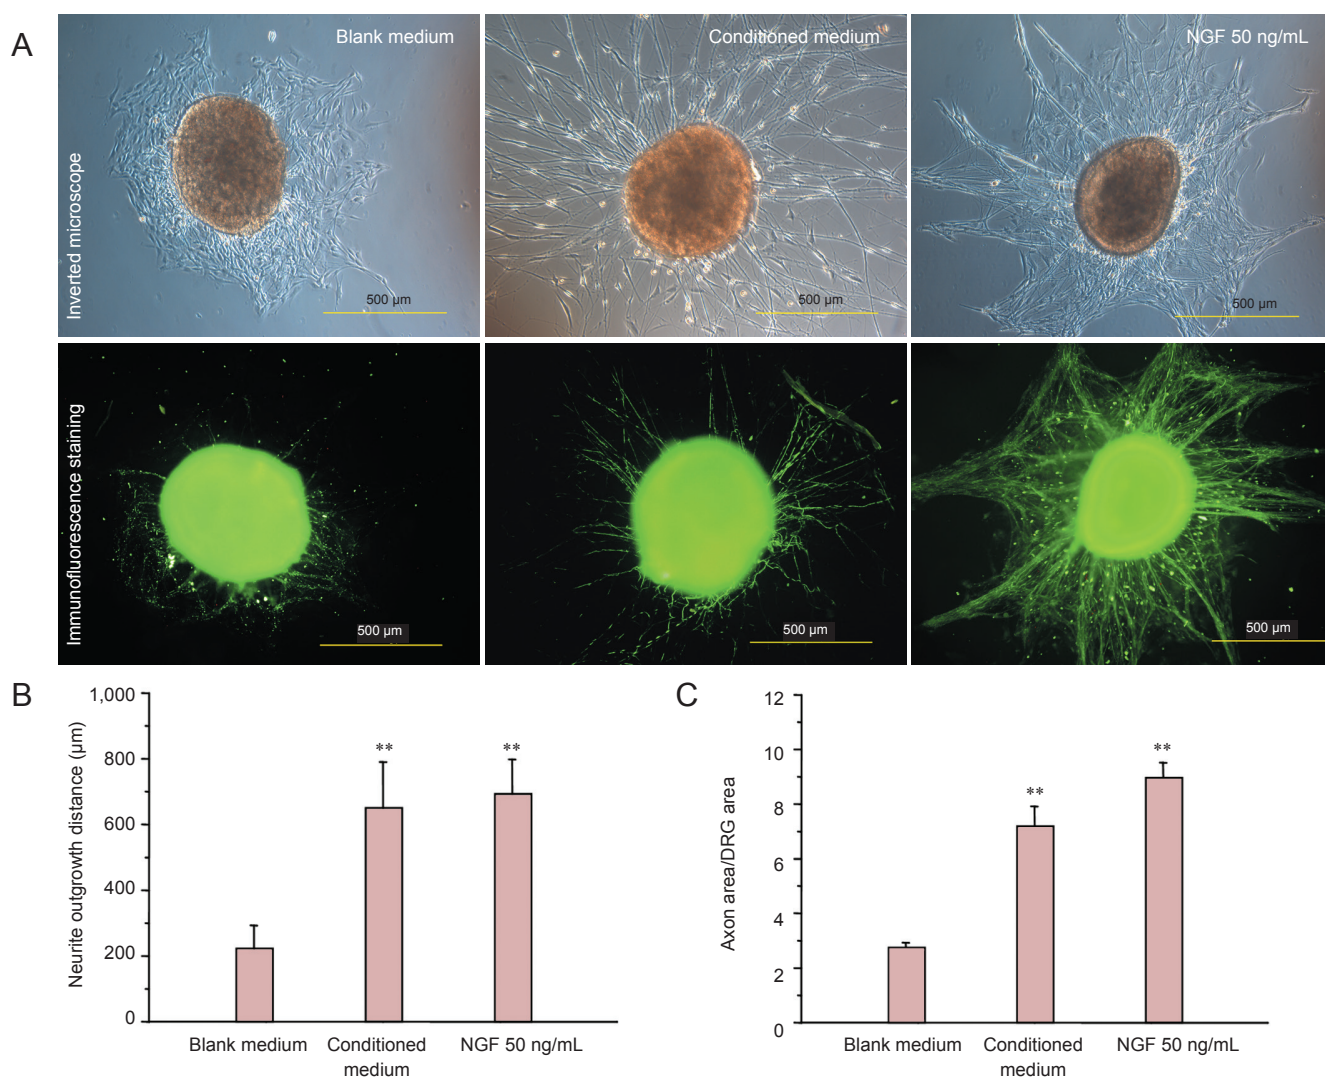 A
Blank medium
Conditioned medium
NGF 50 ng/mL
Inverted microscope
500 µm
500 µm
500 µm
Immunofluorescence staining
500 µm
500 µm
500 µm
B
Neurite outgrowth distance (µm)
1,000
800
600
400
200
0
**
**
Blank medium
Conditioned
medium
NGF 50 ng/mL
C
Axon area/DRG area
12
10
8
6
4
2
0
**
**
Blank medium
Conditioned
medium
NGF 50 ng/mL